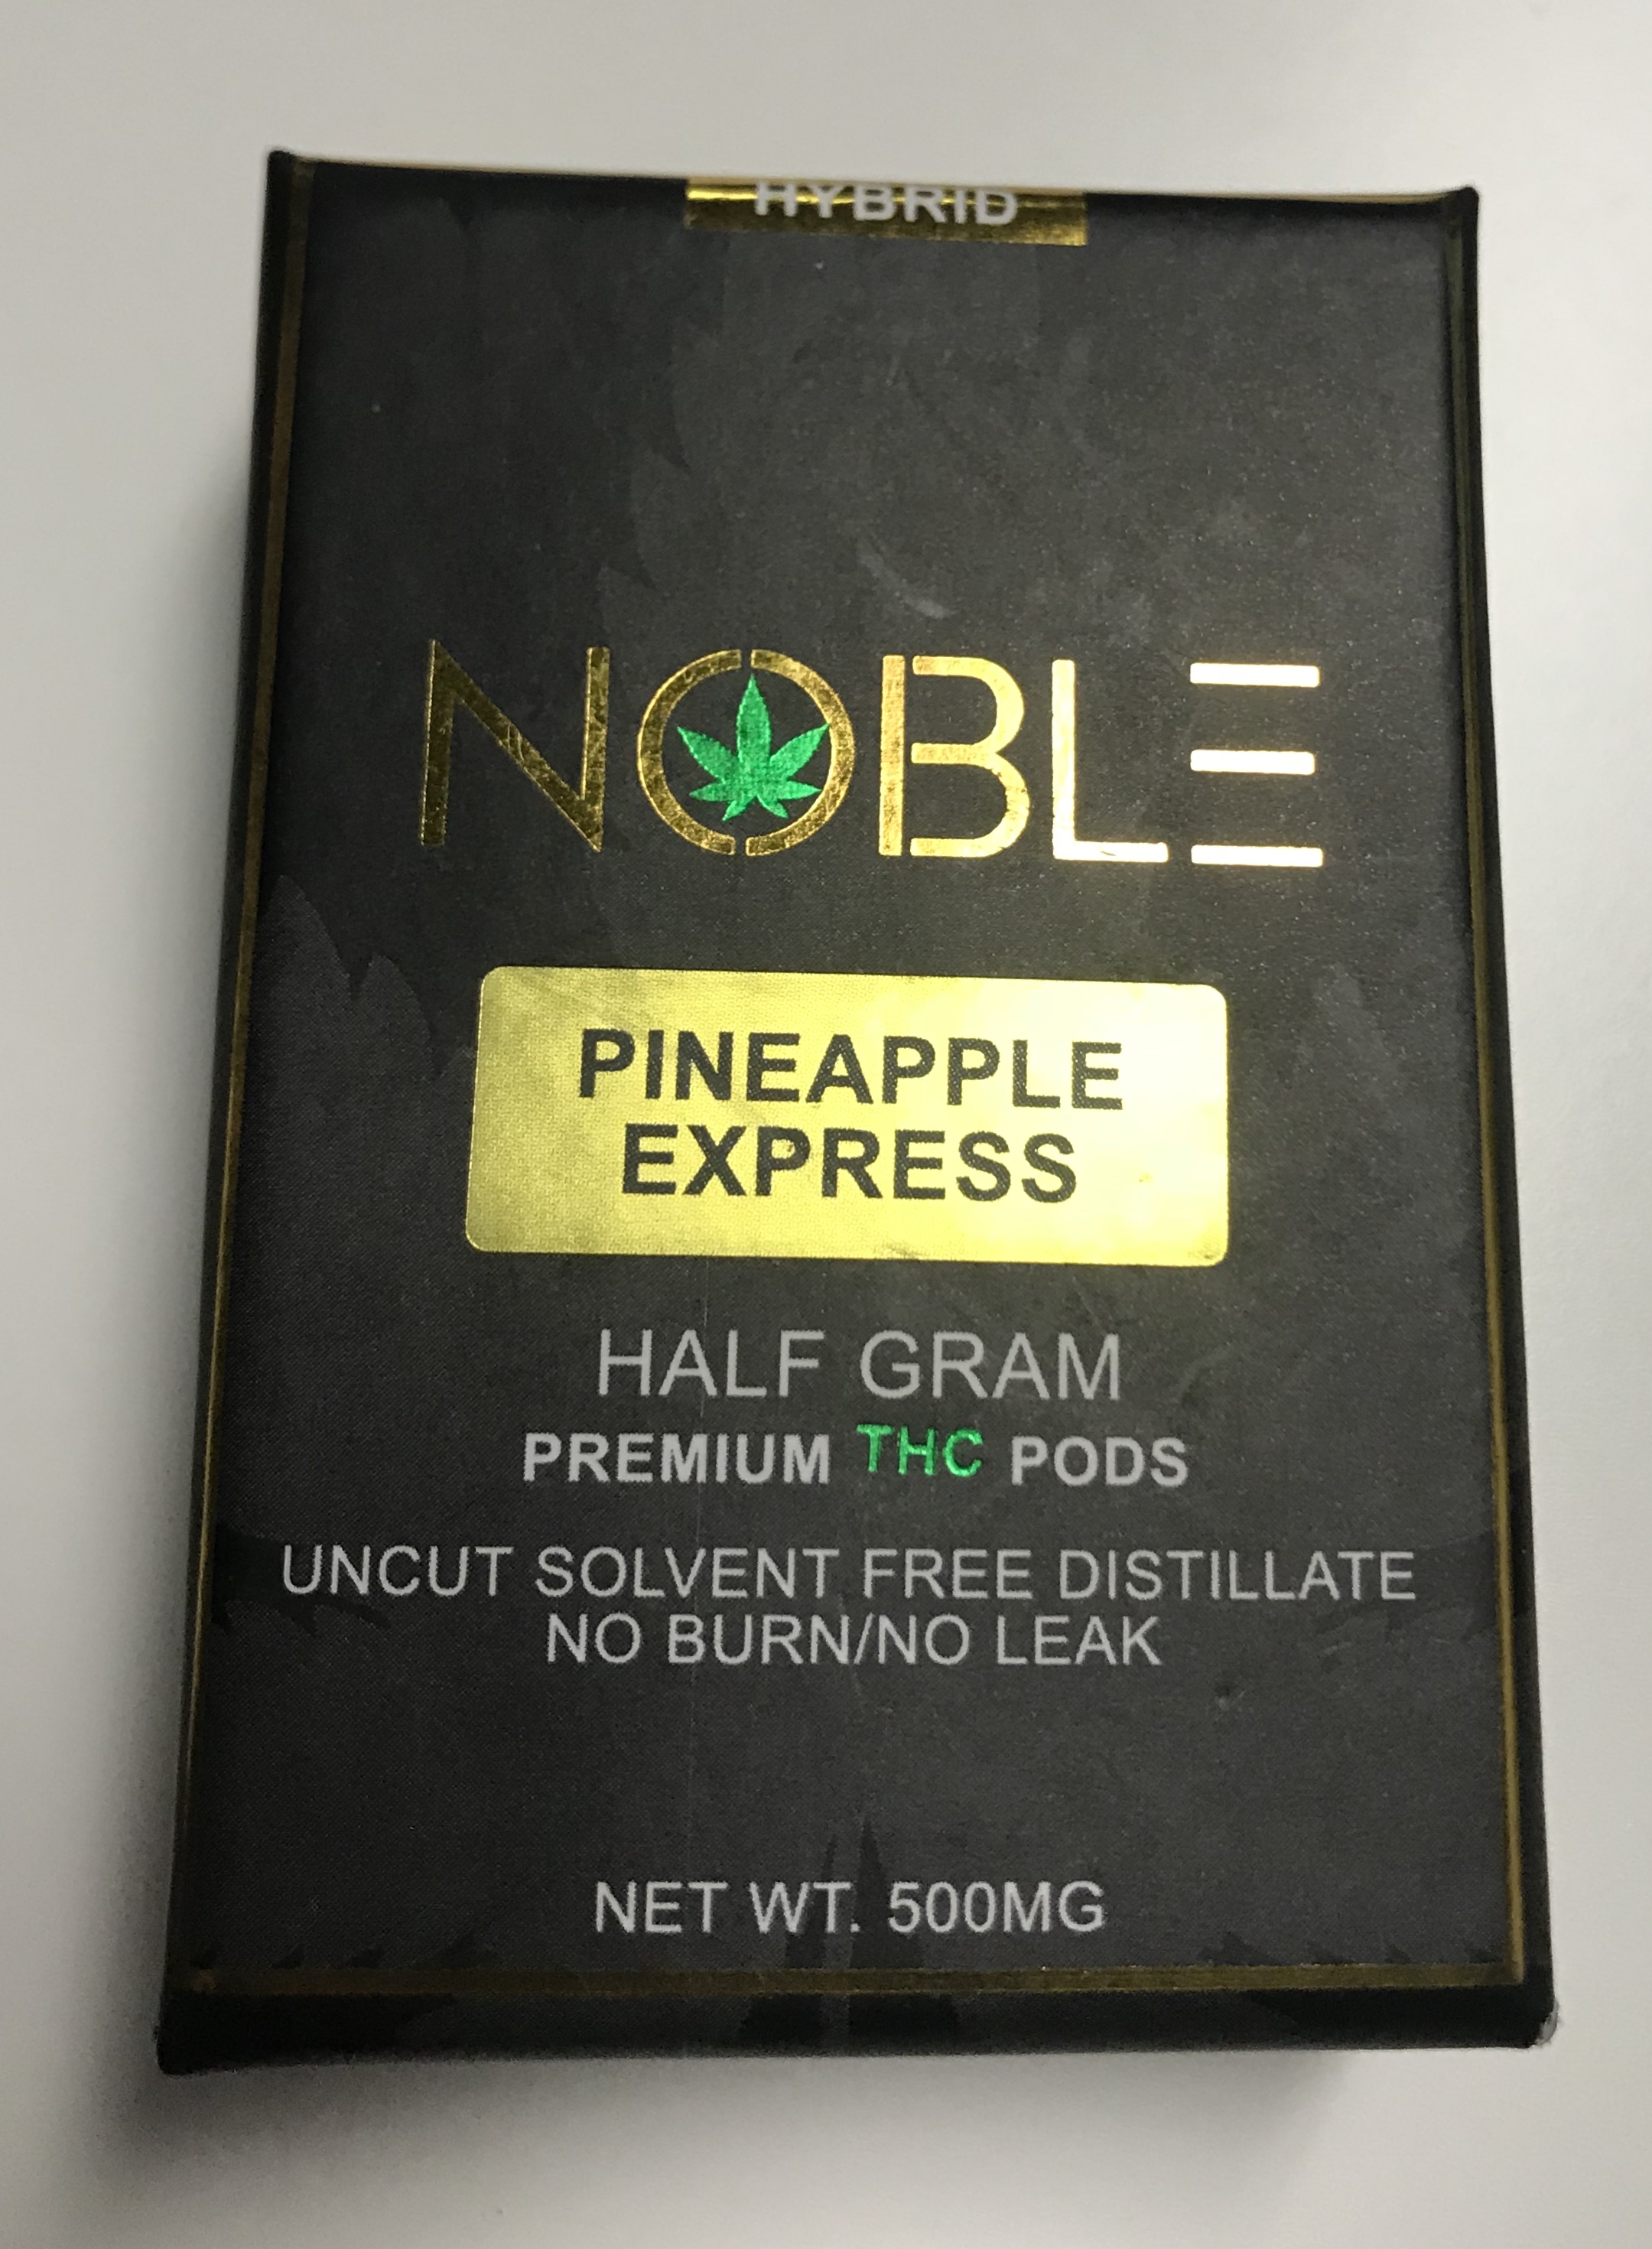 HYBRID
NOBLE
PINEAPPLE
EXPRESS
HALF GRAM
PREMIUM THC PODS
UNCUT SOLVENT FREE DISTILLATE
NO BURN/NO LEAK
NET WT. 500MG